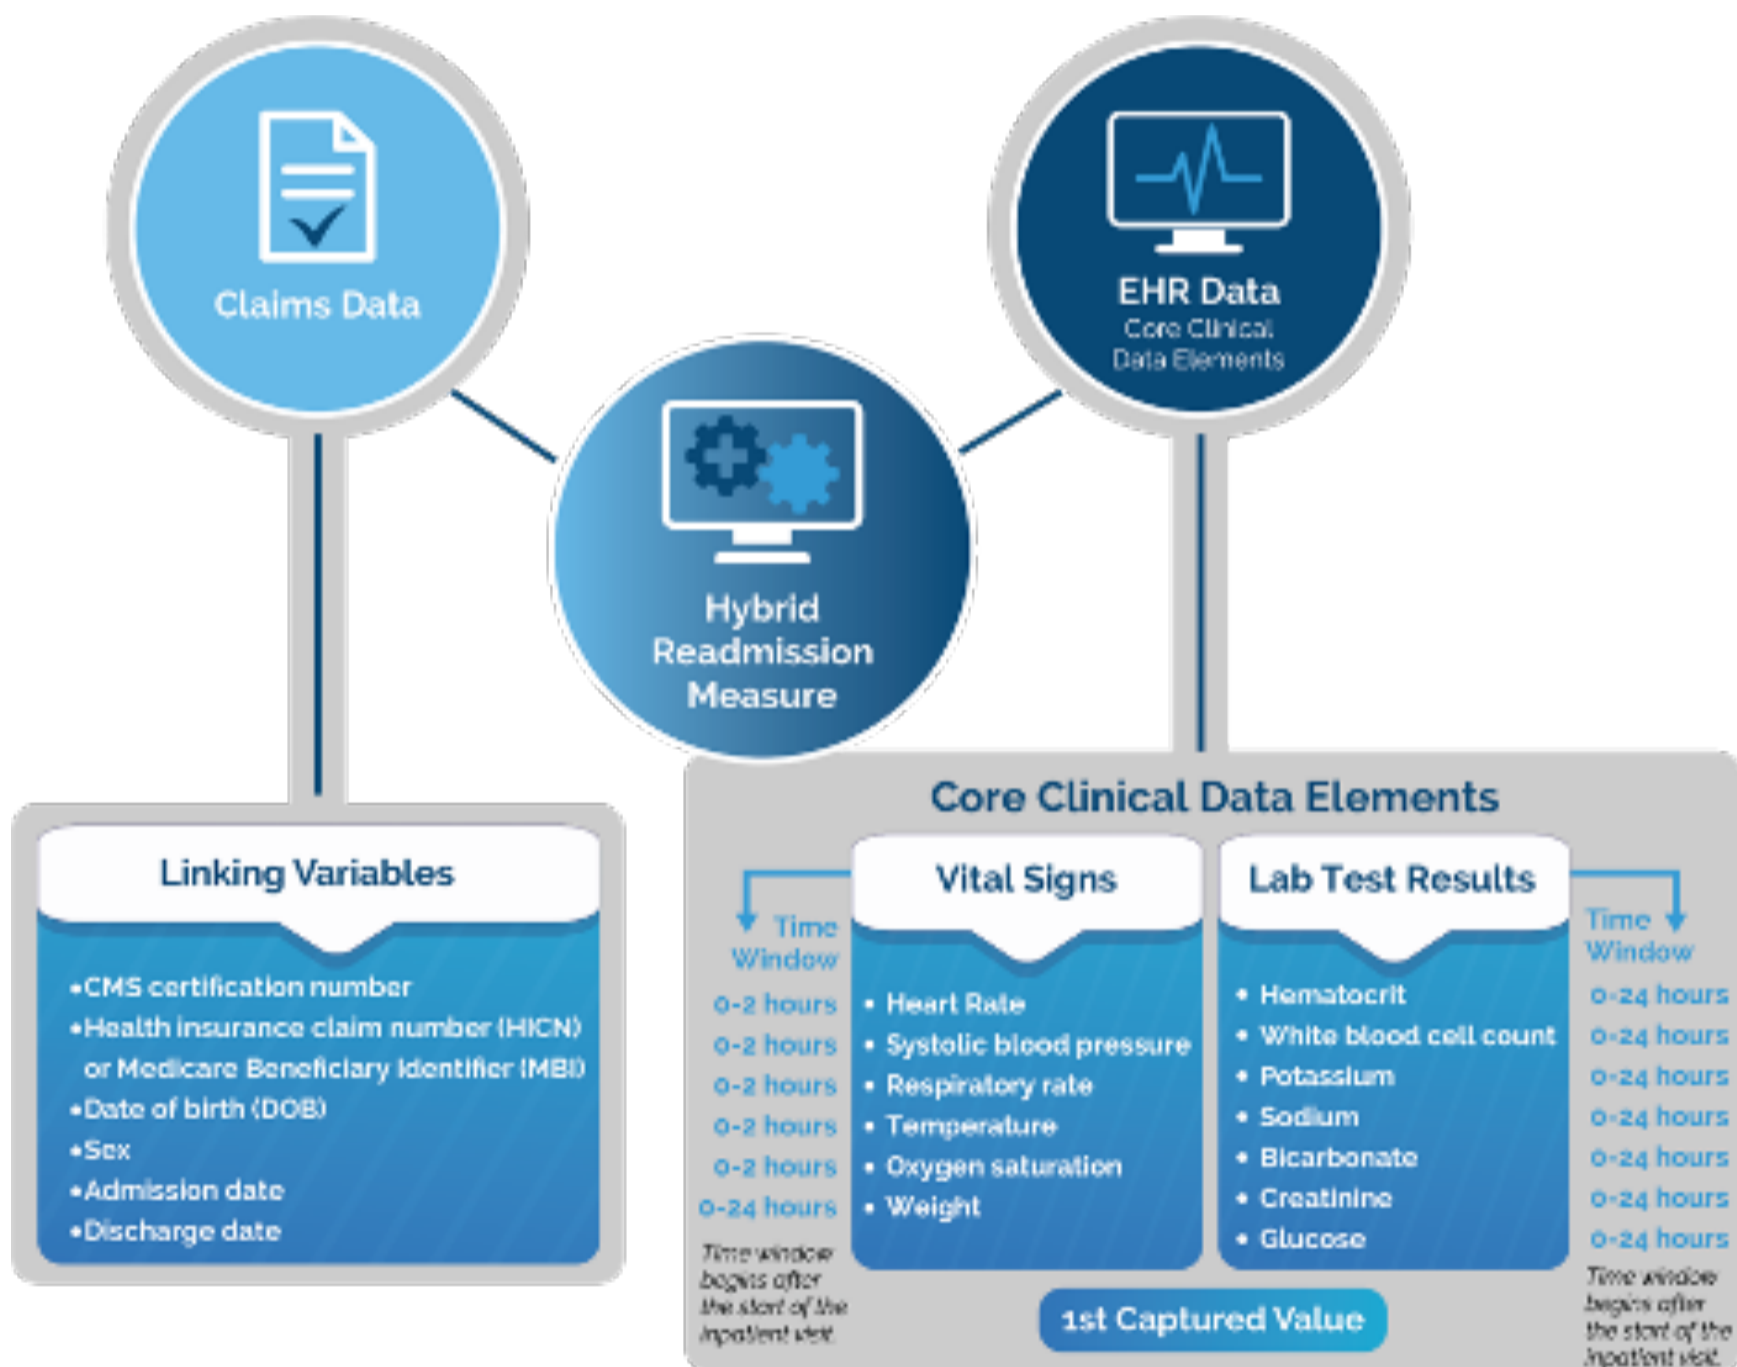 Claims Data
EHR Data
Core Clinical
Data Elements
Hybrid
Readmission
Measure
Linking Variables
•CMS certification number
•Health insurance claim number (HICN)
or Medicare Beneficiary Identifier (MBI)
•Date of birth (DOB)
•Sex
•Admission date
•Discharge date
Core Clinical Data Elements
Time
Window
0-2 hours
0-2 hours
0-2 hours
0-2 hours
0-2 hours
0-24 hours
Time window
begins after
the start of the
inpatient visit.
Vital Signs
• Heart Rate
• Systolic blood pressure
• Respiratory rate
• Temperature
• Oxygen saturation
• Weight
Lab Test Results
• Hematocrit
• White blood cell count
• Potassium
• Sodium
• Bicarbonate
• Creatinine
• Glucose
Time
Window
0-24 hours
0-24 hours
0-24 hours
0-24 hours
0-24 hours
0-24 hours
0-24 hours
Time window
begins after
the start of the
inpatient visit.
1st Captured Value